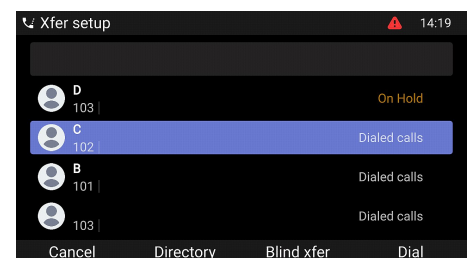 Xfer setup 14:19
D
103 | On Hold
C
102 | Dialed calls
B
101 | Dialed calls
103 | Dialed calls
Cancel Directory Blind xfer Dial